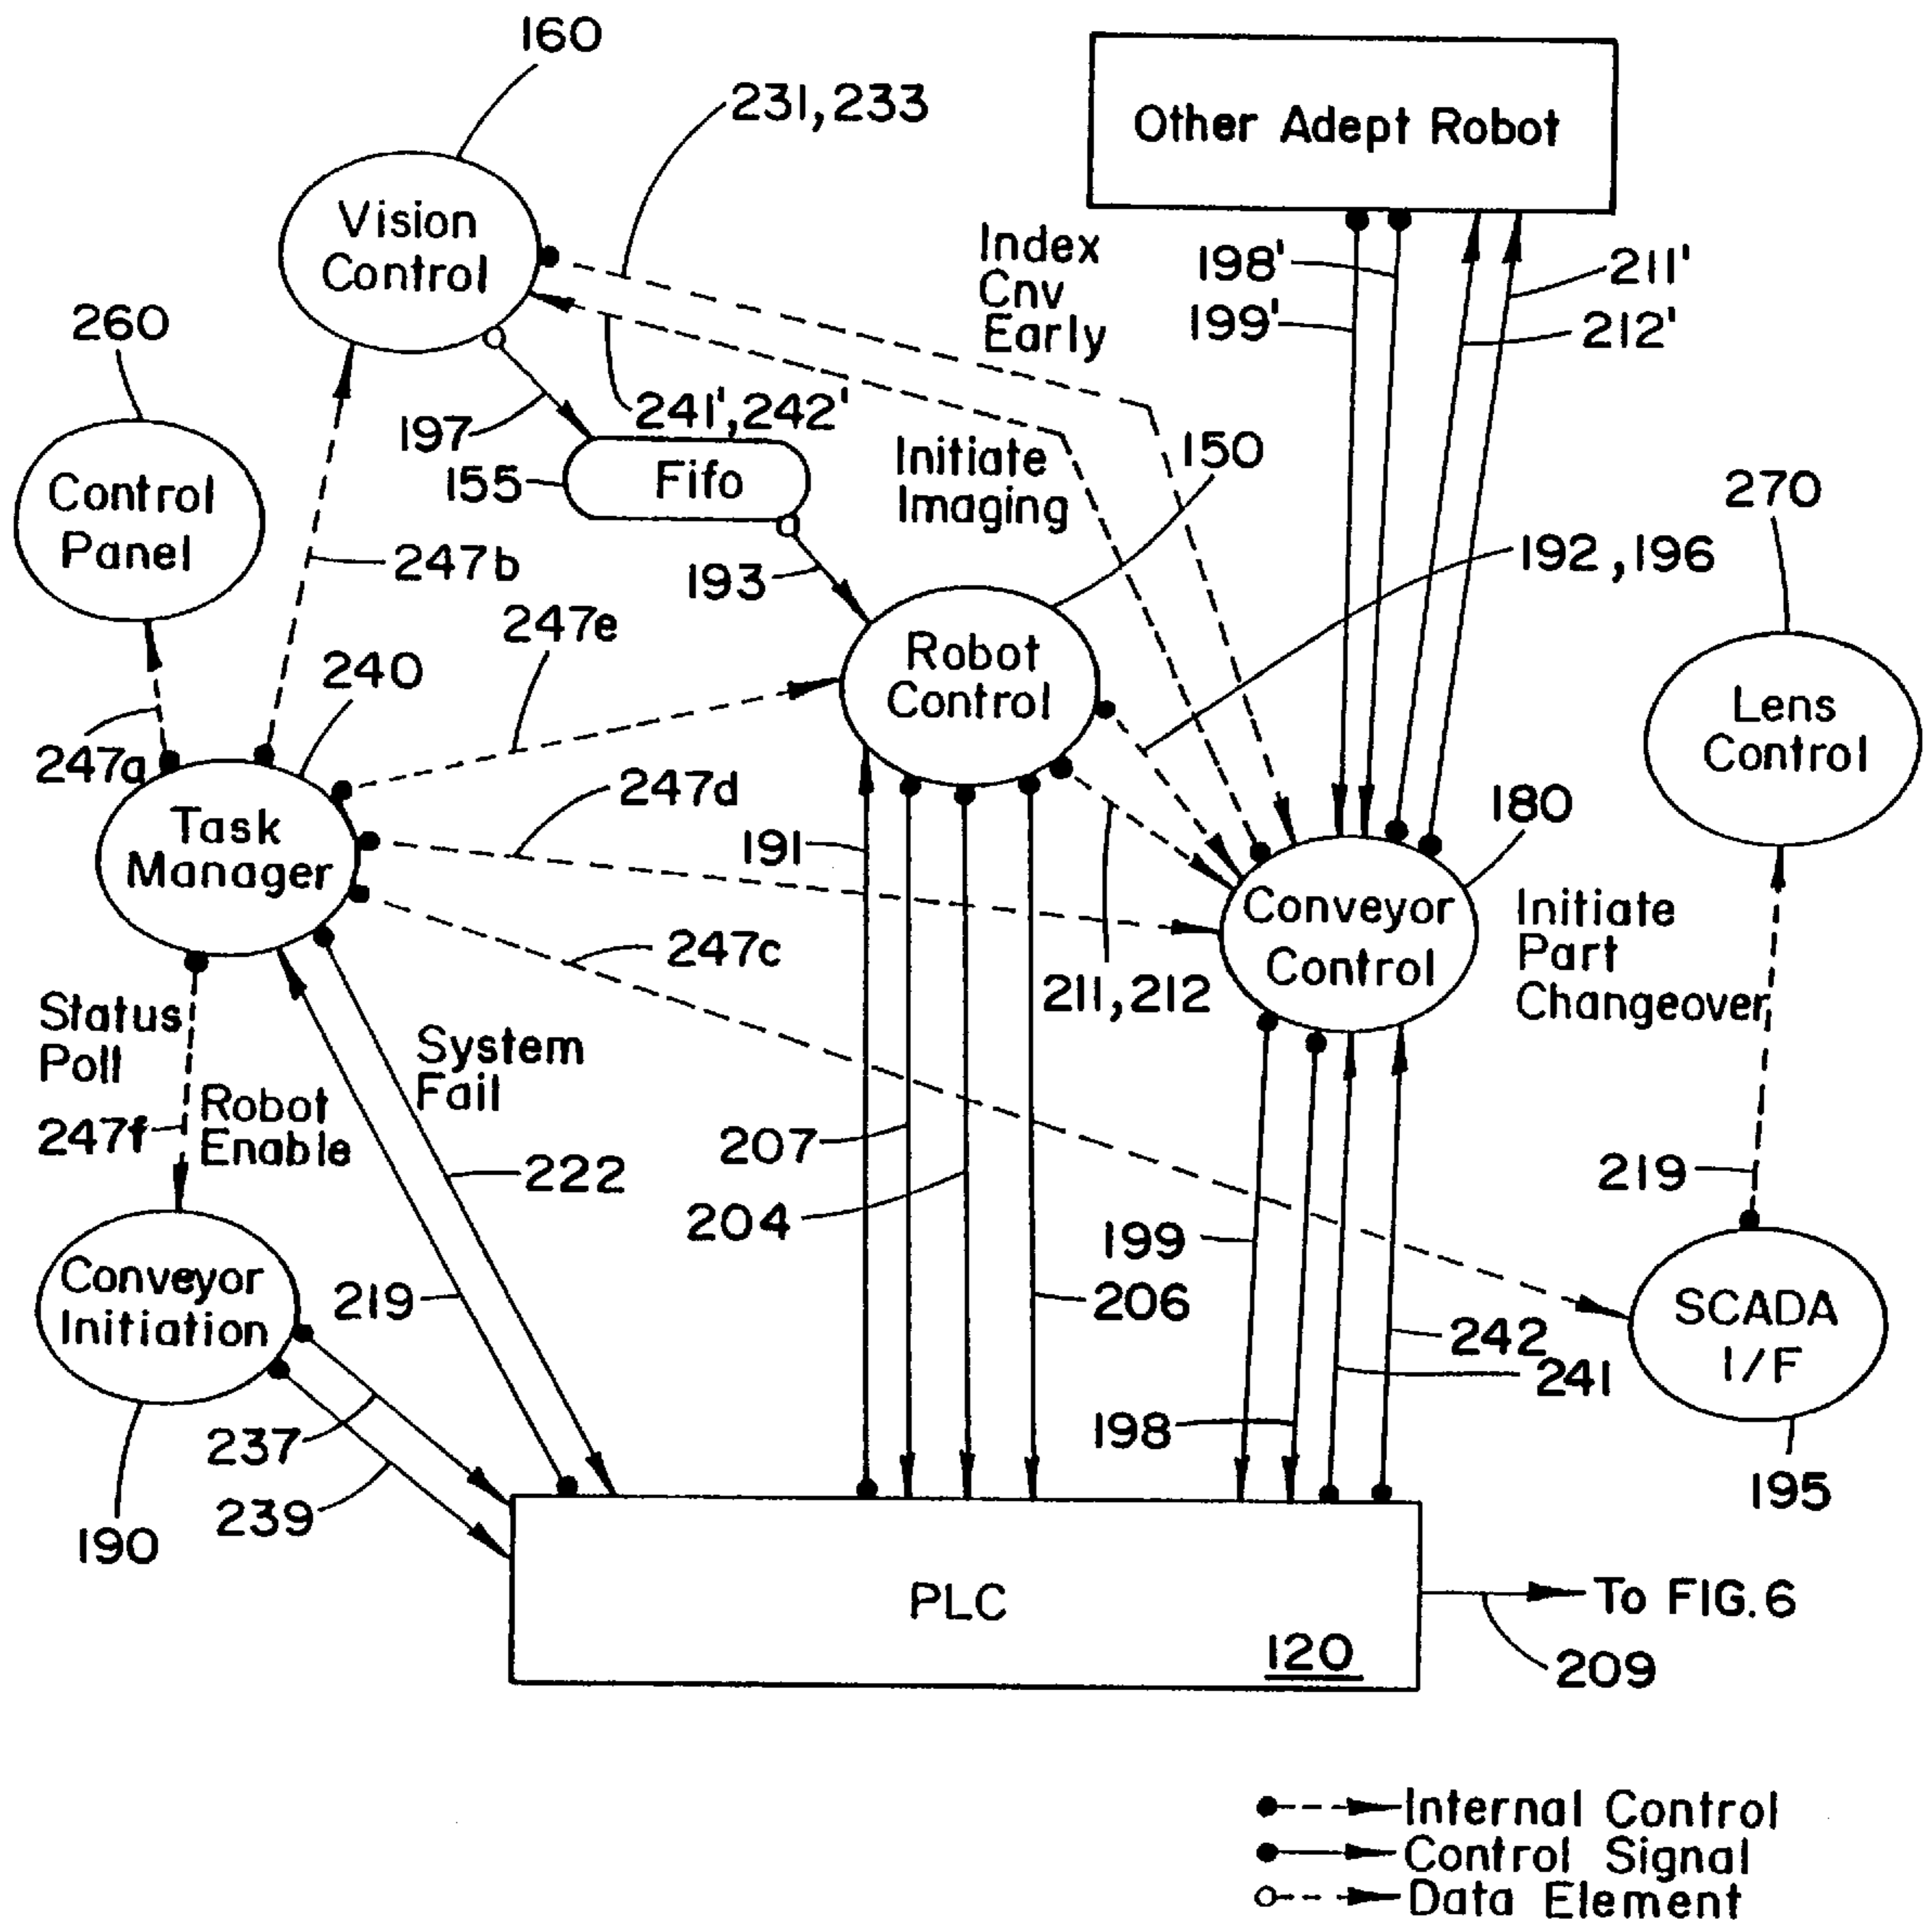 160
231,233
Other Adept Robot
Vision
Control
Index
Cnv
Early
198'
199'
211'
212'
260
197
241',242'
155
Fifo
Initiate
Imaging
150
270
Control
Panel
247b
193
192,196
247e
240
Robot
Control
Lens
Control
247a
247d
180
Task
Manager
191
Conveyor
Control
Initiate
Part
Changeover
247c
211,212
Status
Poll
System
Fail
247f
Robot
Enable
207
222
204
219
199
Conveyor
Initiation
219
206
SCADA
I/F
242
241
198
237
239
190
195
PLC
120
To FIG.6
209
Internal Control
Control Signal
Data Element